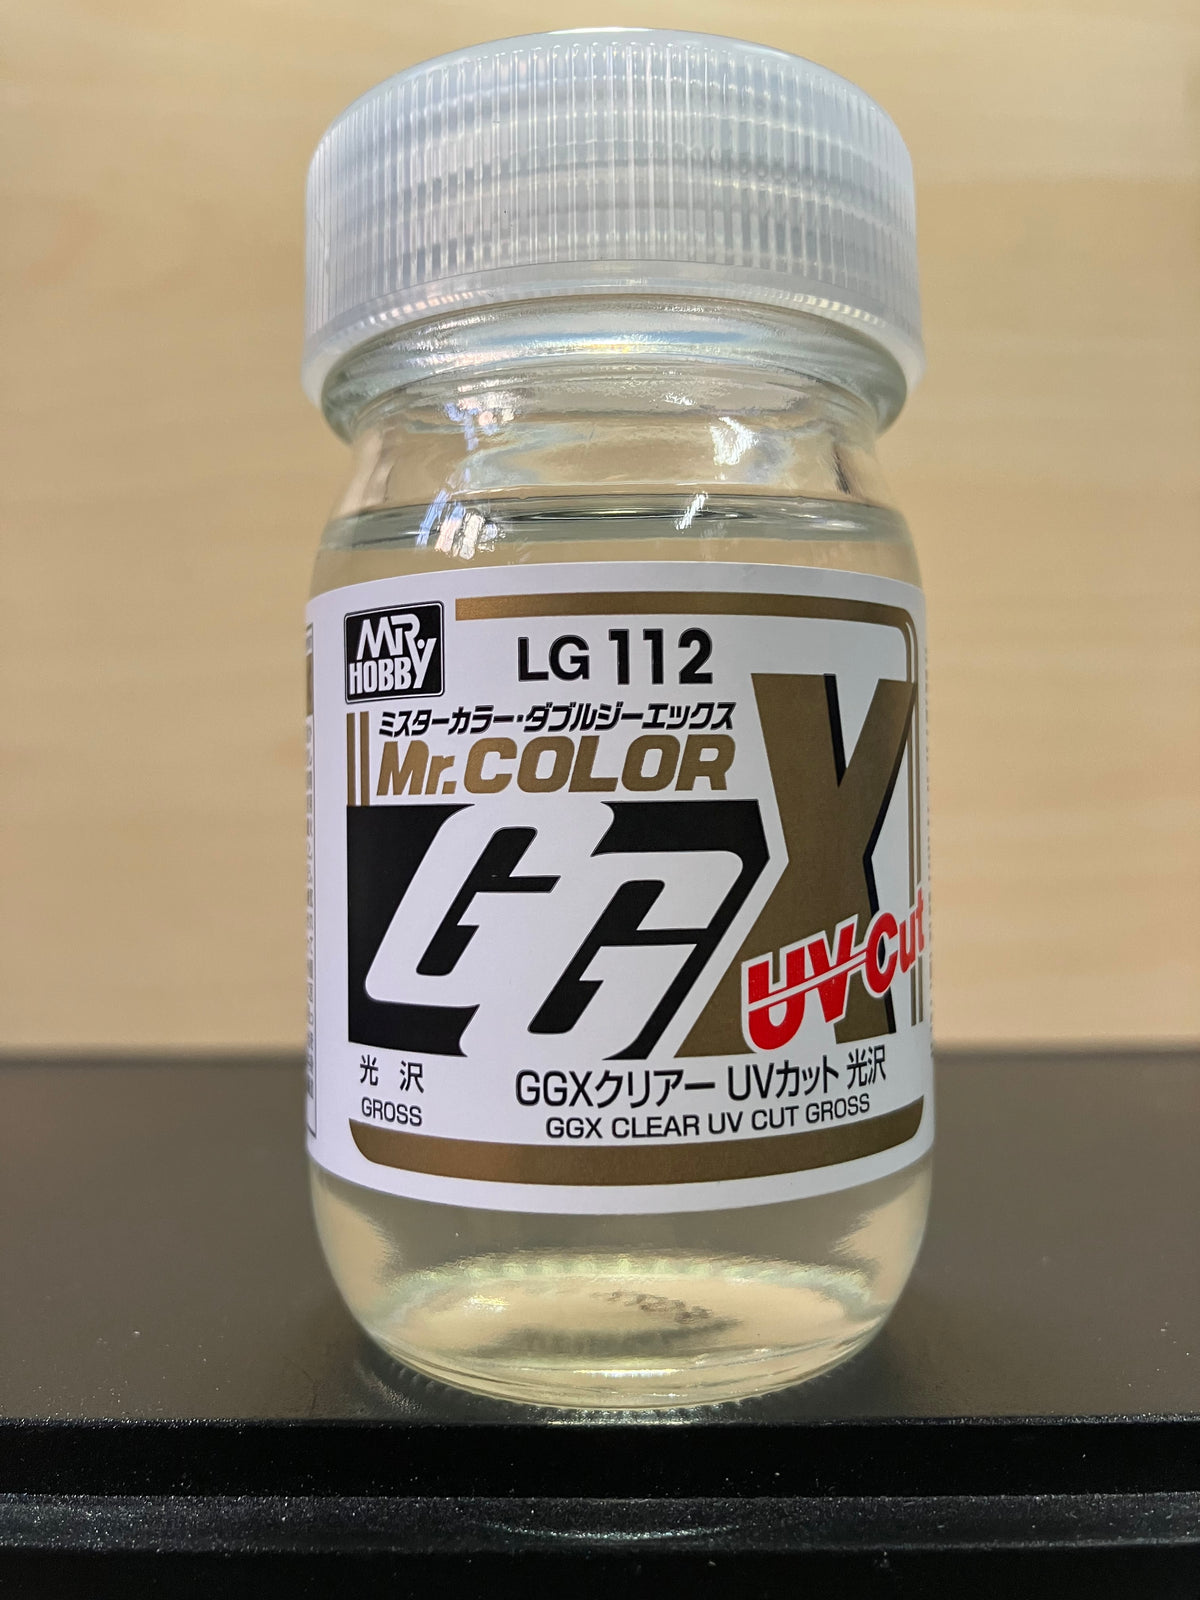 MR.
HOBBY
LG 112
ミスターカラー・ダブルジーエックス
Mr.COLOR
GGX
UV Cut
光沢
GROSS
GGXクリアー UVカット 光沢
GGX CLEAR UV CUT GROSS